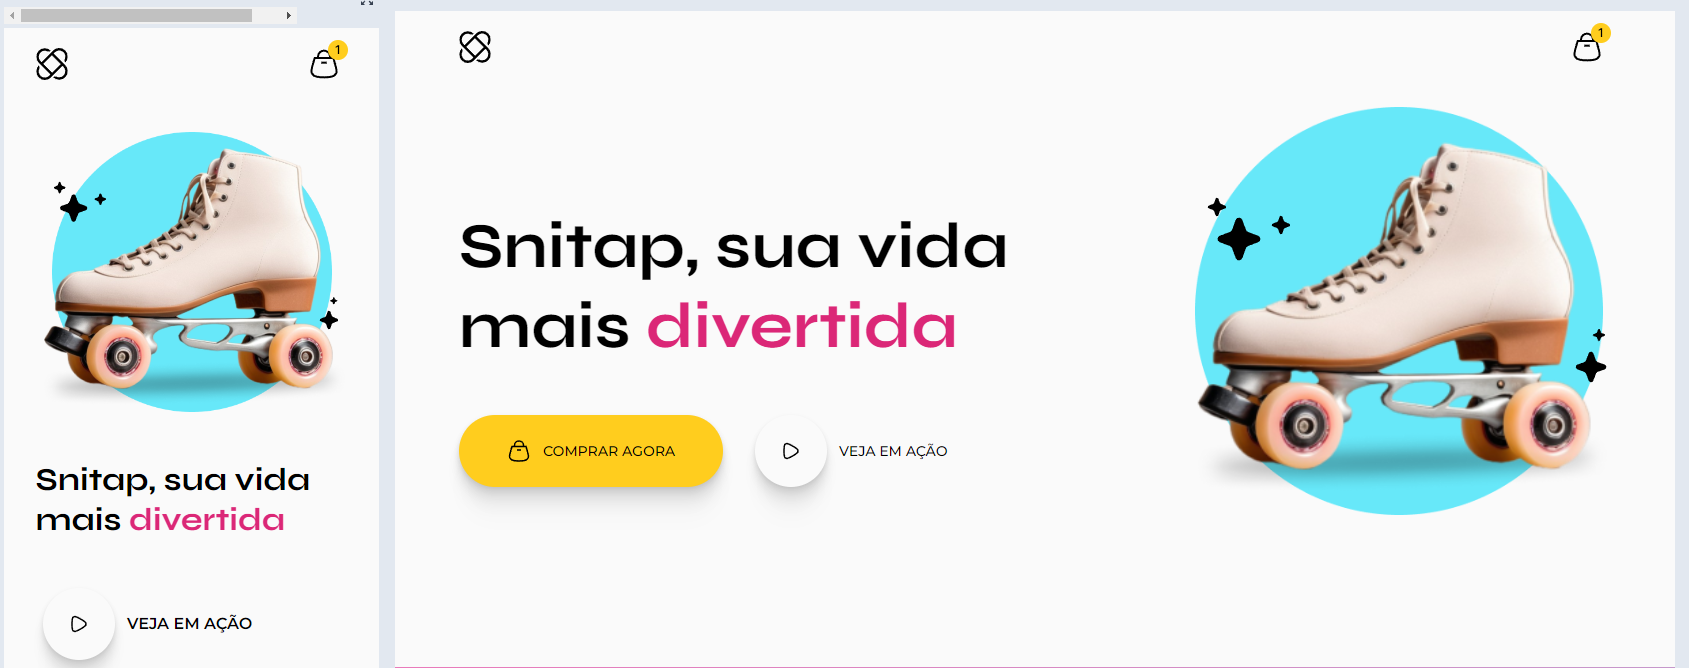 1
Snitap, sua vida
mais divertida
VEJA EM AÇÃO
1
Snitap, sua vida
mais divertida
COMPRAR AGORA
VEJA EM AÇÃO